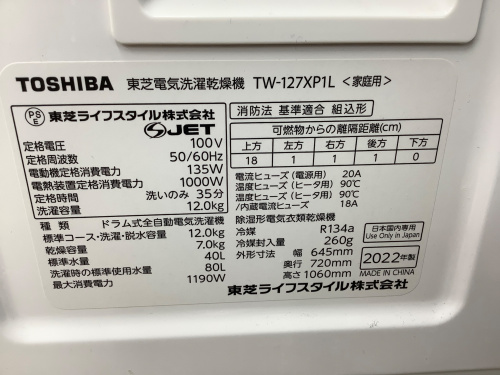 TOSHIBA 東芝電気洗濯乾燥機 TW-127XP1L <家庭用>
PS E 東芝ライフスタイル株式会社
S JET
定格電圧 100V
定格周波数 50/60Hz
電動機定格消費電力 135W
電熱装置定格消費電力 1000W
定格時間 洗いのみ 35分
洗濯容量 12.0kg
消防法 基準適合 組込形
可燃物からの離隔距離(cm)
上方 左方 右方 後方 下方
18 1 1 1 0
電流ヒューズ(電源用) 20A
温度ヒューズ(ヒータ用) 90℃
温度ヒューズ(ヒータ用) 90℃
/内蔵電流ヒューズ 18A
種類 ドラム式全自動電気洗濯機
標準コース・洗濯・脱水容量 12.0kg
乾燥容量 7.0kg
標準水量 40L
洗濯時の標準使用水量 80L
最大消費電力 1190W
除湿形電気衣類乾燥機
冷媒 R134a
冷媒封入量 260g
外形寸法 幅 645mm
奥行 720mm
高さ 1060mm
日本国内専用
Use Only in Japan
2022年製
MADE IN CHINA
東芝ライフスタイル株式会社